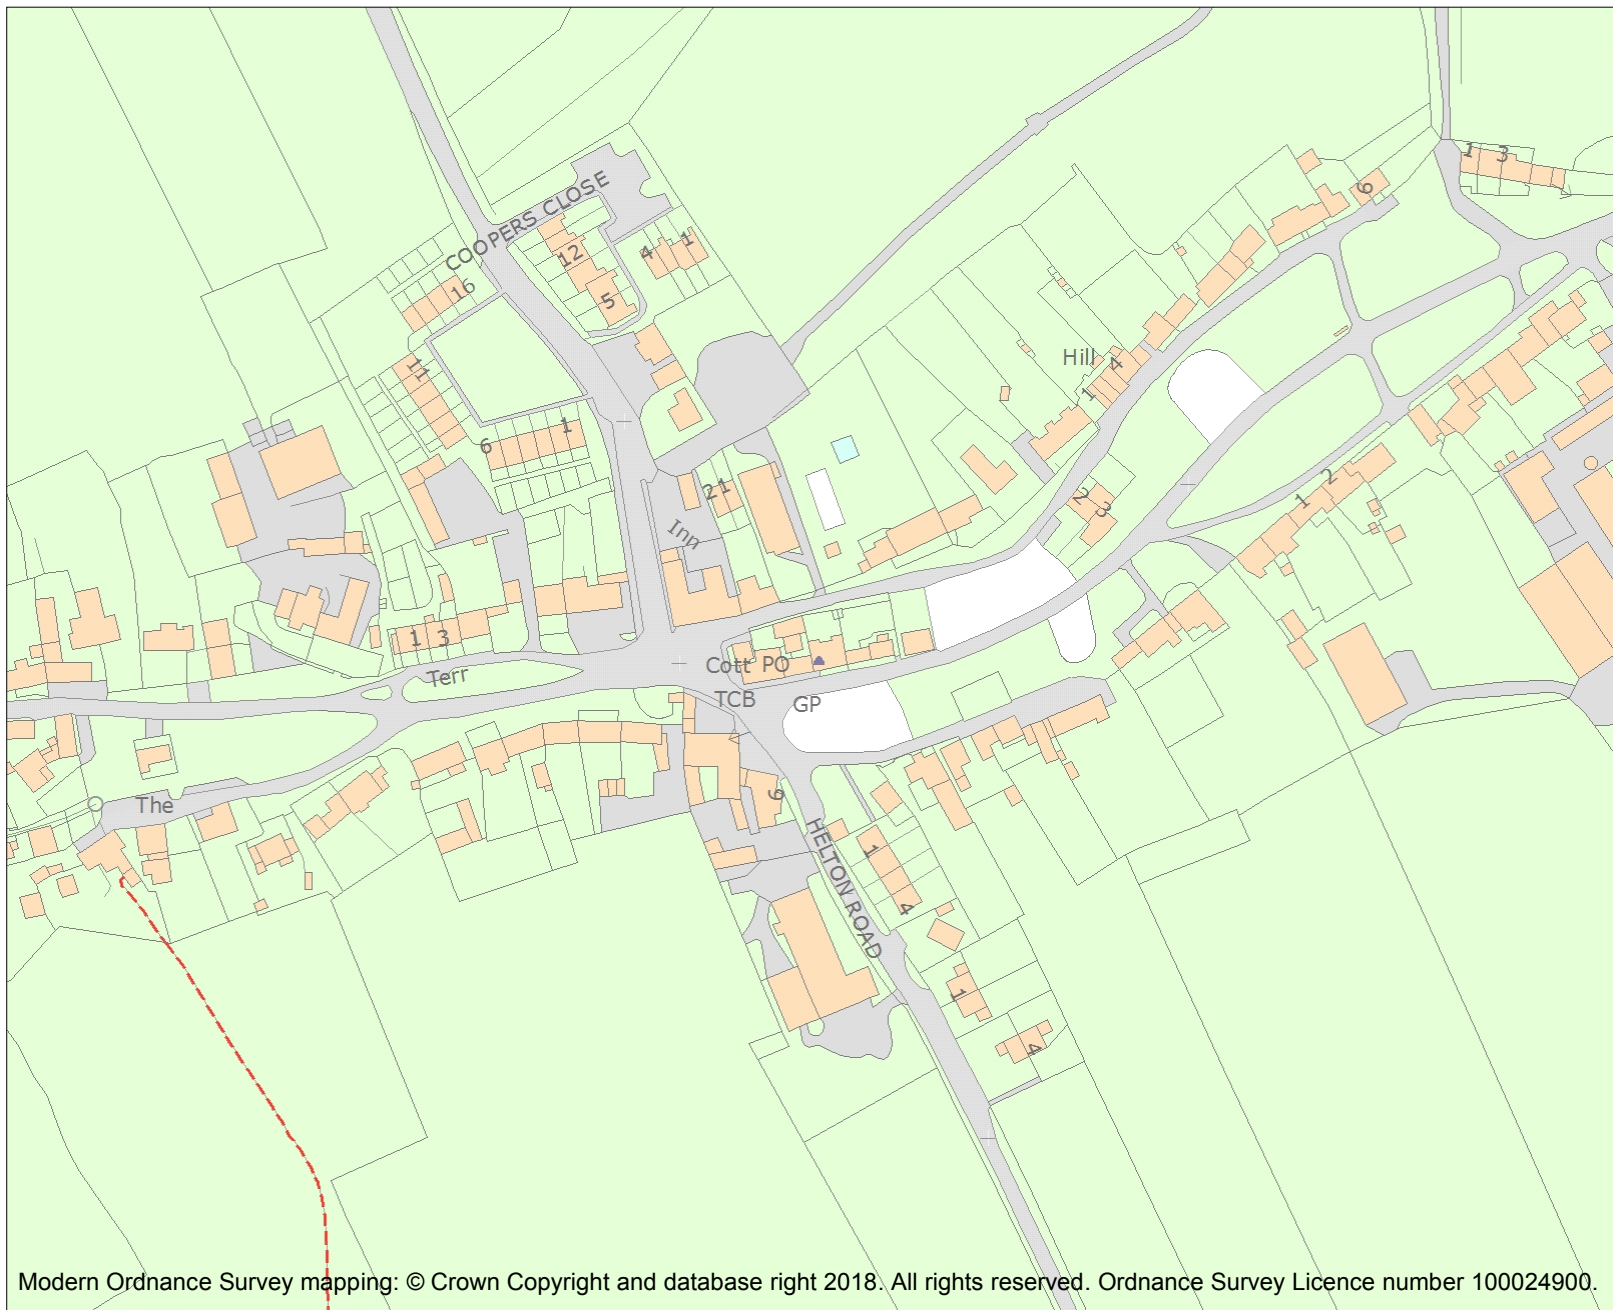 1 3
6
COOPERS CLOSE
12
4 1
16
5
Hill
11
4
1
1
6
21
2
2 3
1
Inn
1 3
Cott PO
Terr
TCB
GP
The
6
HELTON ROAD
1
4
1
4
Modern Ordnance Survey mapping: © Crown Copyright and database right 2018. All rights reserved. Ordnance Survey Licence number 100024900.